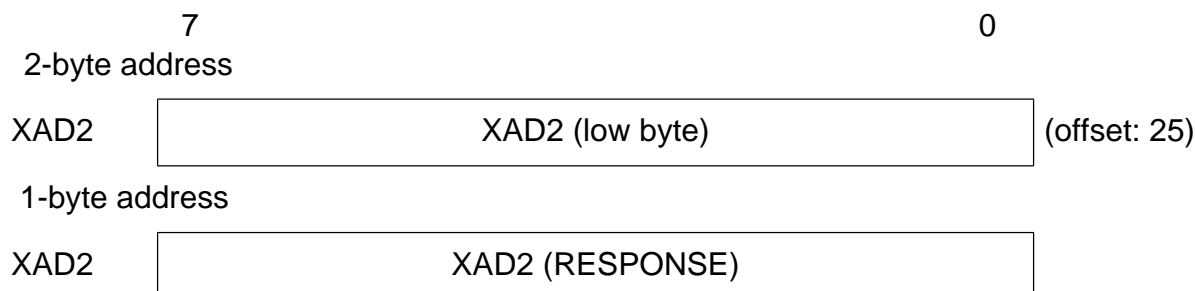 7 0
2-byte address
XAD2 XAD2 (low byte) (offset: 25)
1-byte address
XAD2 XAD2 (RESPONSE)